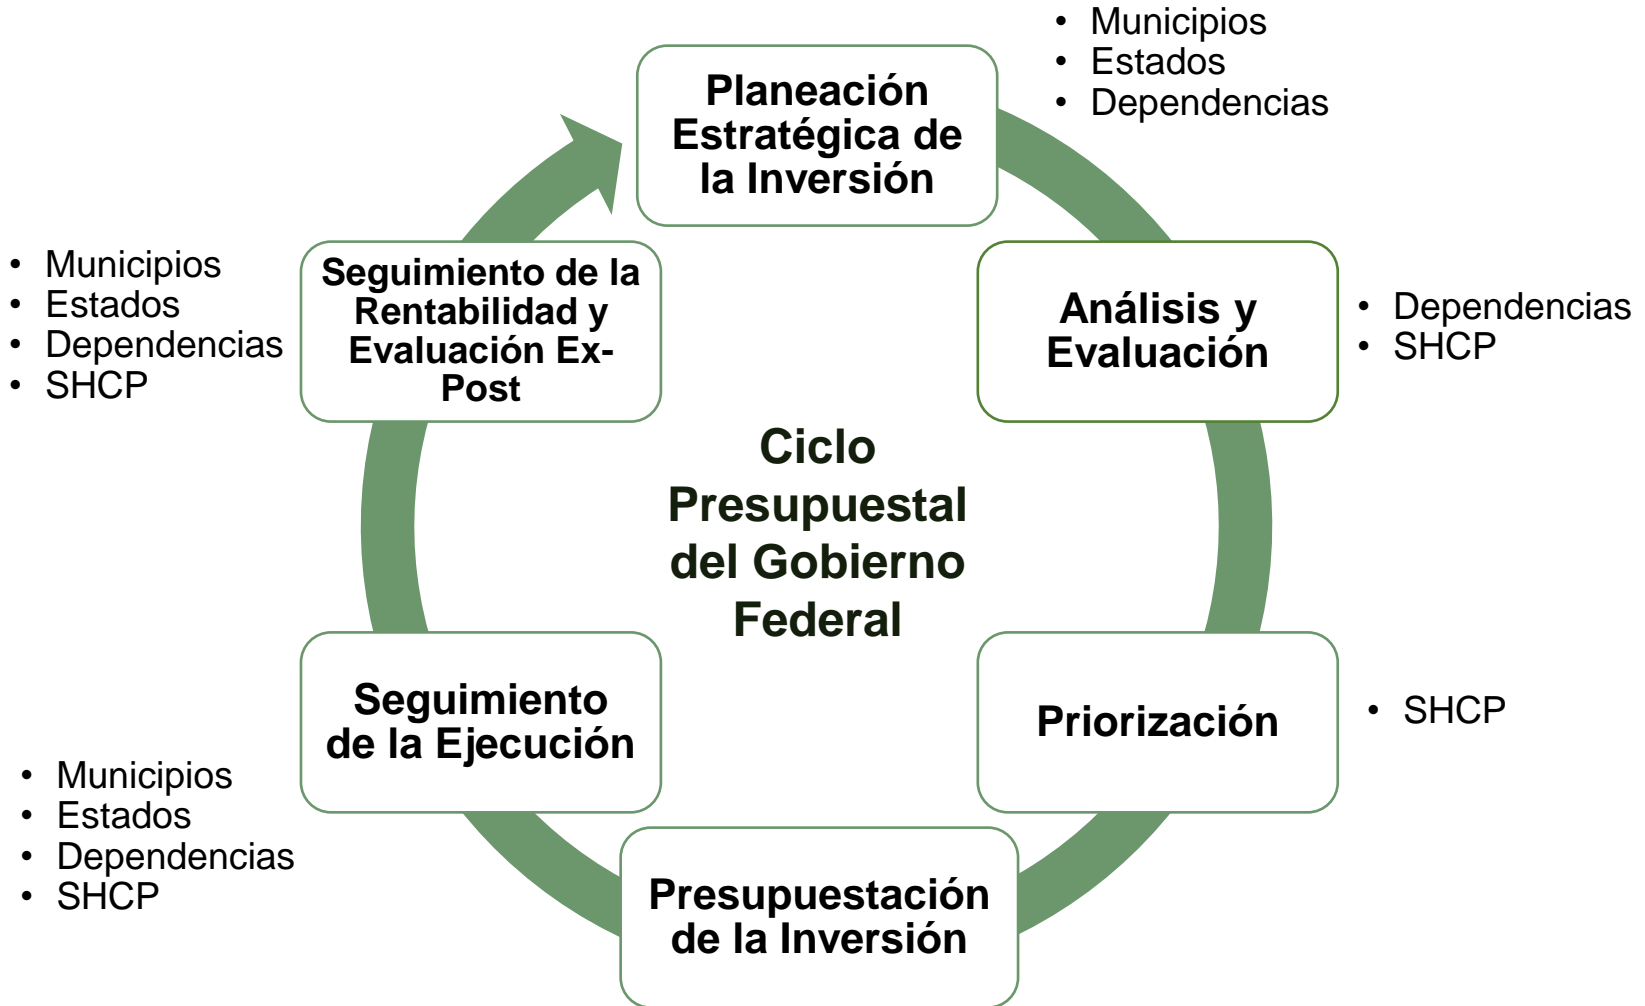 Planeación
Estratégica de
la Inversión
• Municipios
• Estados
• Dependencias
Análisis y
Evaluación
• Dependencias
• SHCP
Priorización
• SHCP
Presupuestación
de la Inversión
Seguimiento
de la Ejecución
• Municipios
• Estados
• Dependencias
• SHCP
Seguimiento de la
Rentabilidad y
Evaluación Ex-
Post
• Municipios
• Estados
• Dependencias
• SHCP
Ciclo
Presupuestal
del Gobierno
Federal